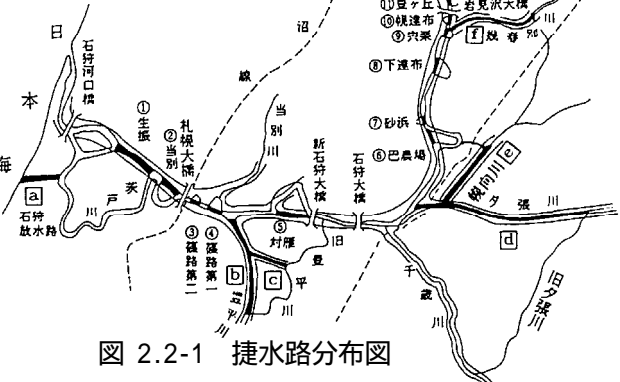 ⑪豊ヶ丘
岩見沢大橋
⑩幌達布
⑨穴粟
f 幾春別川
⑧下達布
⑦砂浜
⑥巴農場
日本海
石狩河口橋
①生振
②当別
札幌大橋
沼
線
当別川
新石狩大橋
石狩大橋
e
夕張川
d
a
石狩放水路
茨戸川
③篠路第二
④篠路第一
⑤対雁
b
豊平川
c
旧豊平川
千歳川
旧夕張川
図 2.2-1 捷水路分布図